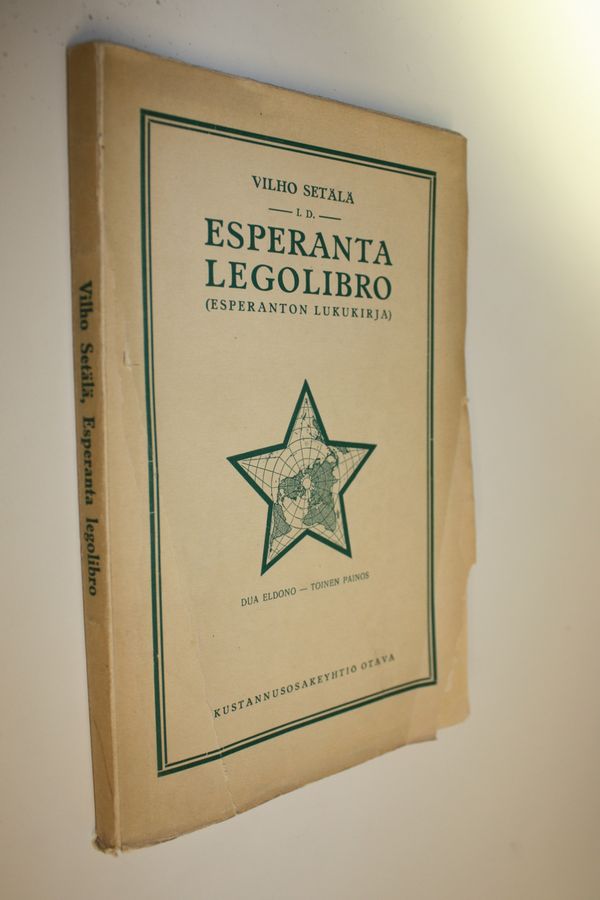 VILHO SETÄLÄ
— I. D. —
ESPERANTA
LEGOLIBRO
(ESPERANTON LUKUKIRJA)
DUA ELDONO — TOINEN PAINOS
KUSTANNUSOSAKEYHTIÖ OTAVA
Vilho Setälä, Esperanta legolibro